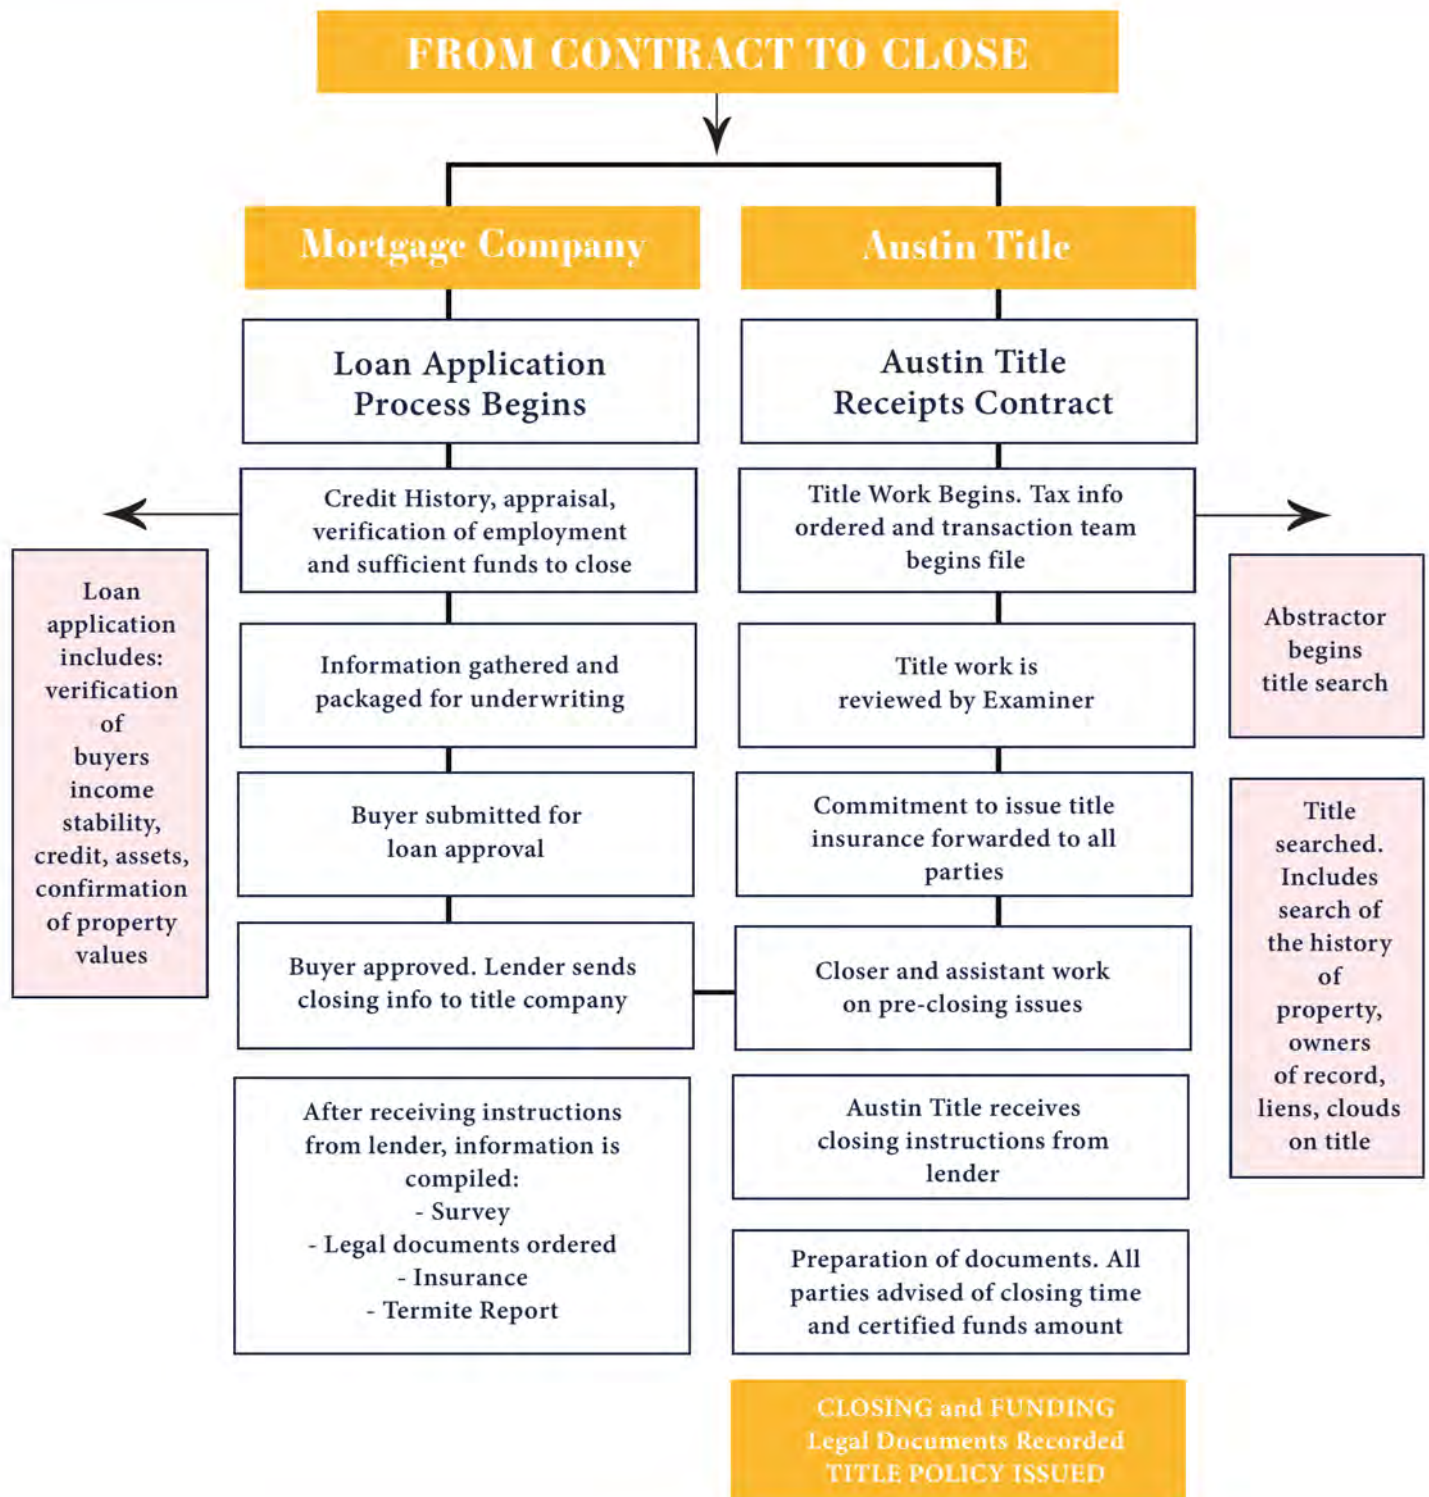 FROM CONTRACT TO CLOSE
Mortgage Company
Austin Title
Loan Application
Process Begins
Austin Title
Receipts Contract
Credit History, appraisal,
verification of employment
and sufficient funds to close
Title Work Begins. Tax info
ordered and transaction team
begins file
Loan
application
includes:
verification
of
buyers
income
stability,
credit, assets,
confirmation
of property
values
Information gathered and
packaged for underwriting
Title work is
reviewed by Examiner
Abstractor
begins
title search
Buyer submitted for
loan approval
Commitment to issue title
insurance forwarded to all
parties
Title
searched.
Includes
search of
the history
of
property,
owners
of record,
liens, clouds
on title
Buyer approved. Lender sends
closing info to title company
Closer and assistant work
on pre-closing issues
After receiving instructions
from lender, information is
compiled:
- Survey
- Legal documents ordered
- Insurance
- Termite Report
Austin Title receives
closing instructions from
lender
Preparation of documents. All
parties advised of closing time
and certified funds amount
CLOSING and FUNDING
Legal Documents Recorded
TITLE POLICY ISSUED